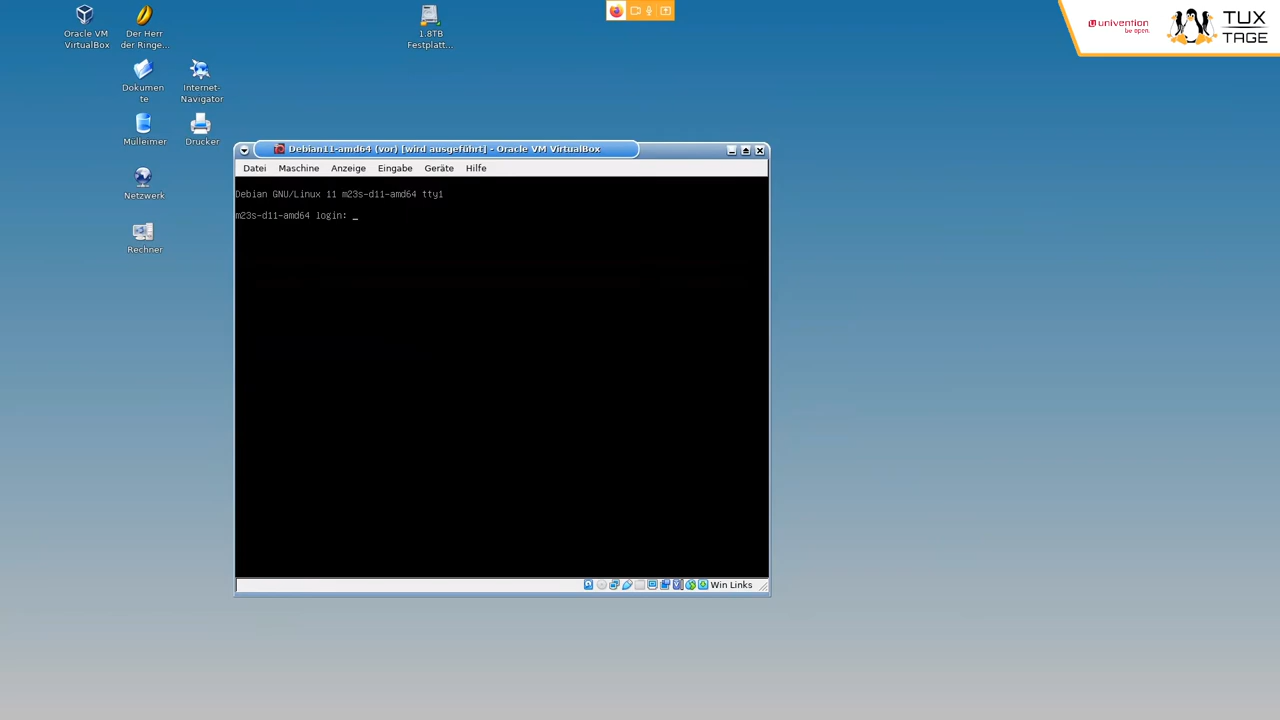 Oracle VM
VirtualBox
Der Herr
der Ringe...
1.8TB
Festplatt...
univention
be open.
TUX
TAGE
Dokumen
te
Internet-
Navigator
Mülleimer
Drucker
Netzwerk
Rechner
Debian11-amd64 (vor) [wird ausgeführt] - Oracle VM VirtualBox
Datei Maschine Anzeige Eingabe Geräte Hilfe
Debian GNU/Linux 11 m23s-d11-amd64 tty1
m23s-d11-amd64 login: _
Win Links